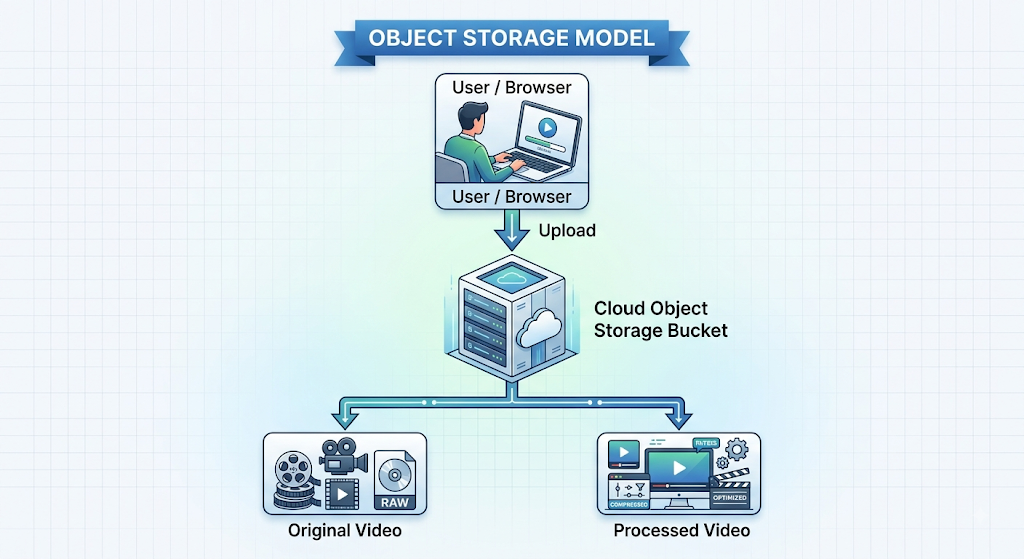 OBJECT STORAGE MODEL
User / Browser
User / Browser
Upload
Cloud Object
Storage Bucket
RAW
COMPRESSED
OPTIMIZED
Original Video
Processed Video